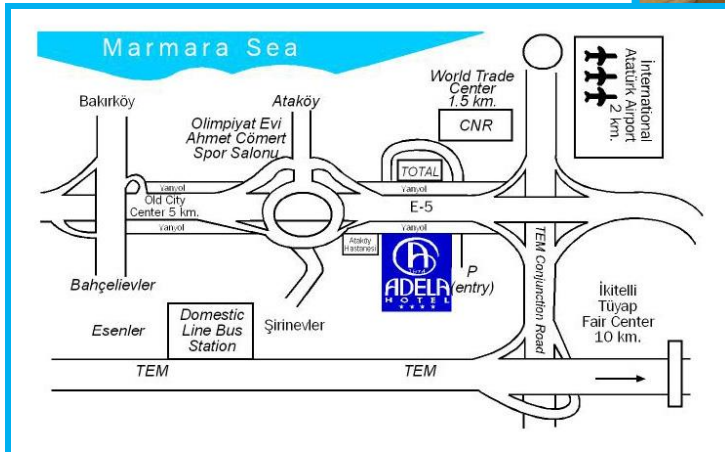 Marmara Sea
Bakırköy
Ataköy
Olimpiyat Evi
Ahmet Cömert
Spor Salonu
World Trade
Center
1.5 km.
CNR
İnternational
Atatürk Airport
2 km.
TOTAL
Yanyol
Yanyol
Old City
Center 5 km.
E-5
Yanyol
Yanyol
Ataköy
Hastanesi
ADELA
HOTEL
P
(entry)
TEM Conjunction Road
Bahçelievler
Esenler
Domestic
Line Bus
Station
Şirinevler
İkitelli
Tüyap
Fair Center
10 km.
TEM
TEM